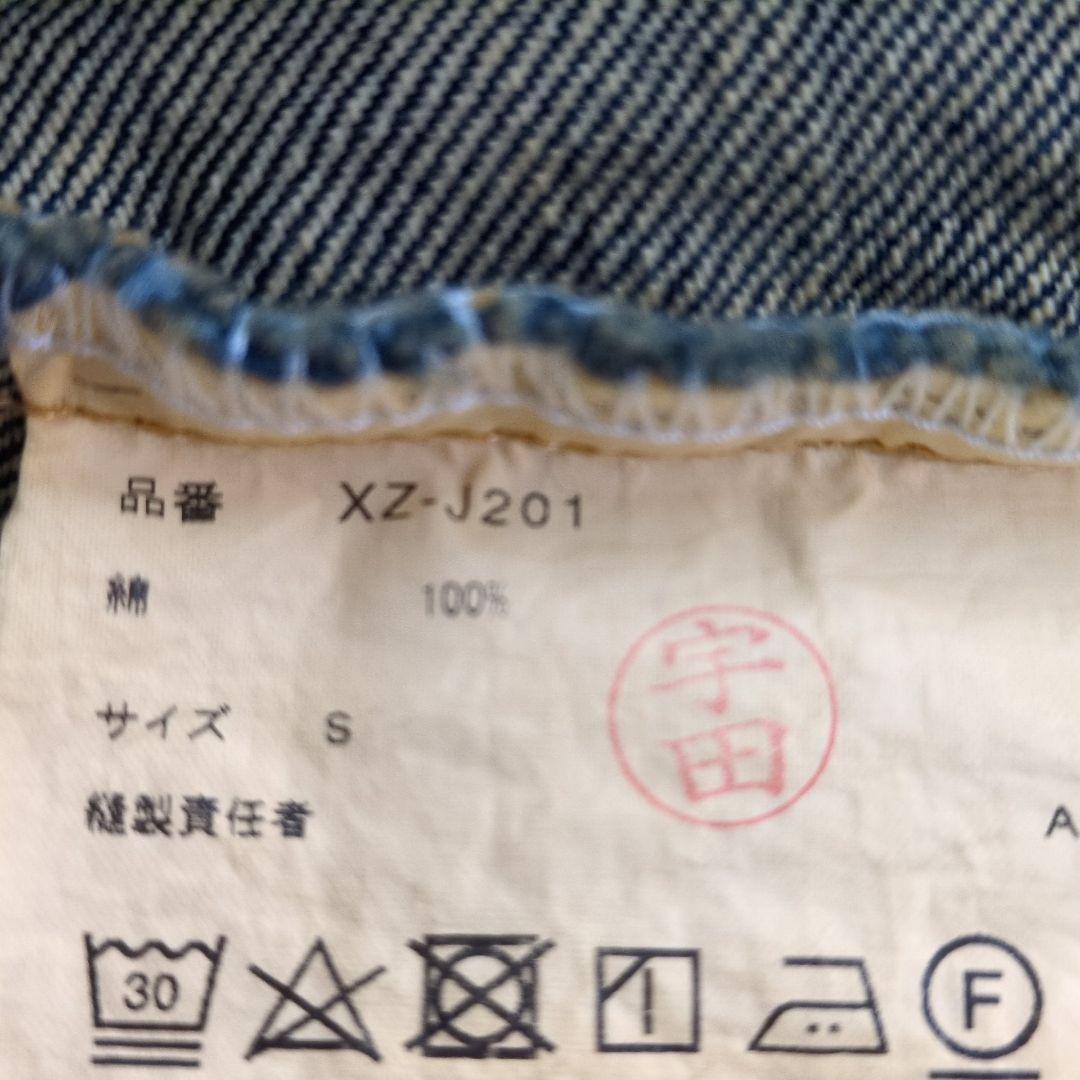 品番 XZ-J201
綿 100%
宇田
サイズ S
縫製責任者 A
30 F